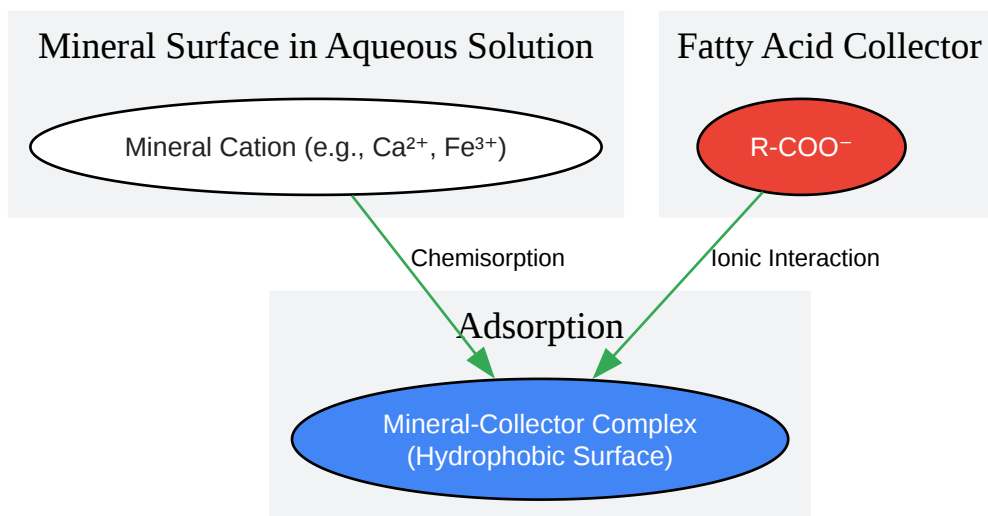 Mineral Surface in Aqueous Solution
Fatty Acid Collector
Mineral Cation (e.g., Ca²⁺, Fe³⁺)
R-COO⁻
Chemisorption
Ionic Interaction
Adsorption
Mineral-Collector Complex
(Hydrophobic Surface)